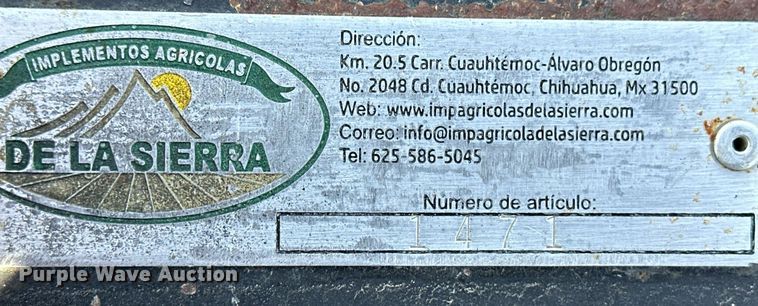 IMPLEMENTOS AGRICOLAS
DE LA SIERRA
Dirección:
Km. 20.5 Carr. Cuauhtémoc-Álvaro Obregón
No. 2048 Cd. Cuauhtémoc, Chihuahua, Mx 31500
Web: www.impagricolasdelasierra.com
Correo: info@impagricoladelasierra.com
Tel: 625-586-5045
Número de artículo:
1471
Purple Wave Auction